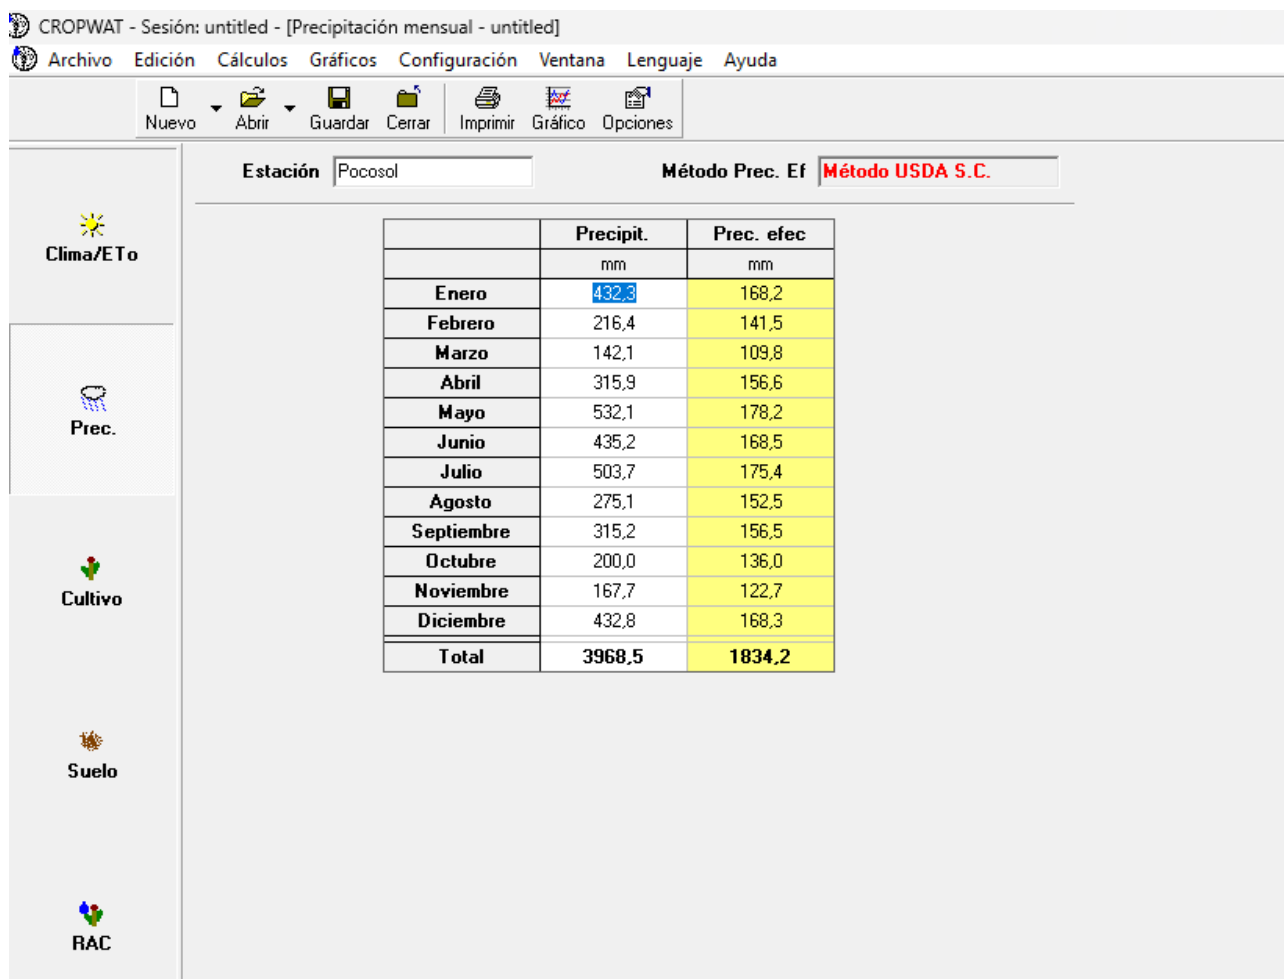 CROPWAT - Sesión: untitled - [Precipitación mensual - untitled]
Archivo Edición Cálculos Gráficos Configuración Ventana Lenguaje Ayuda
Nuevo Abrir Guardar Cerrar Imprimir Gráfico Opciones
Estación Pocosol Método Prec. Ef Método USDA S.C.
Clima/ETo
Prec.
Cultivo
Suelo
RAC
Precipit. Prec. efec
mm mm
Enero 432,3 168,2
Febrero 216,4 141,5
Marzo 142,1 109,8
Abril 315,9 156,6
Mayo 532,1 178,2
Junio 435,2 168,5
Julio 503,7 175,4
Agosto 275,1 152,5
Septiembre 315,2 156,5
Octubre 200,0 136,0
Noviembre 167,7 122,7
Diciembre 432,8 168,3
Total 3968,5 1834,2